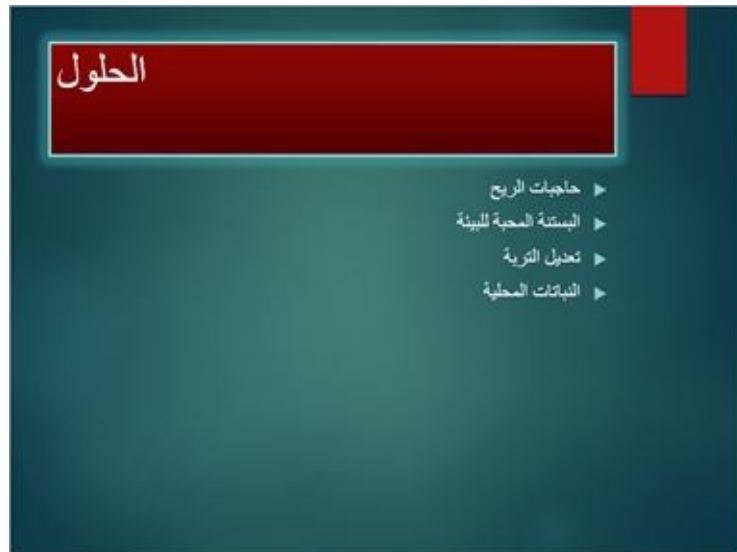 الحلول
حاجبات الريح
البستنة المحبة للبيئة
تعديل التربة
النباتات المحلية